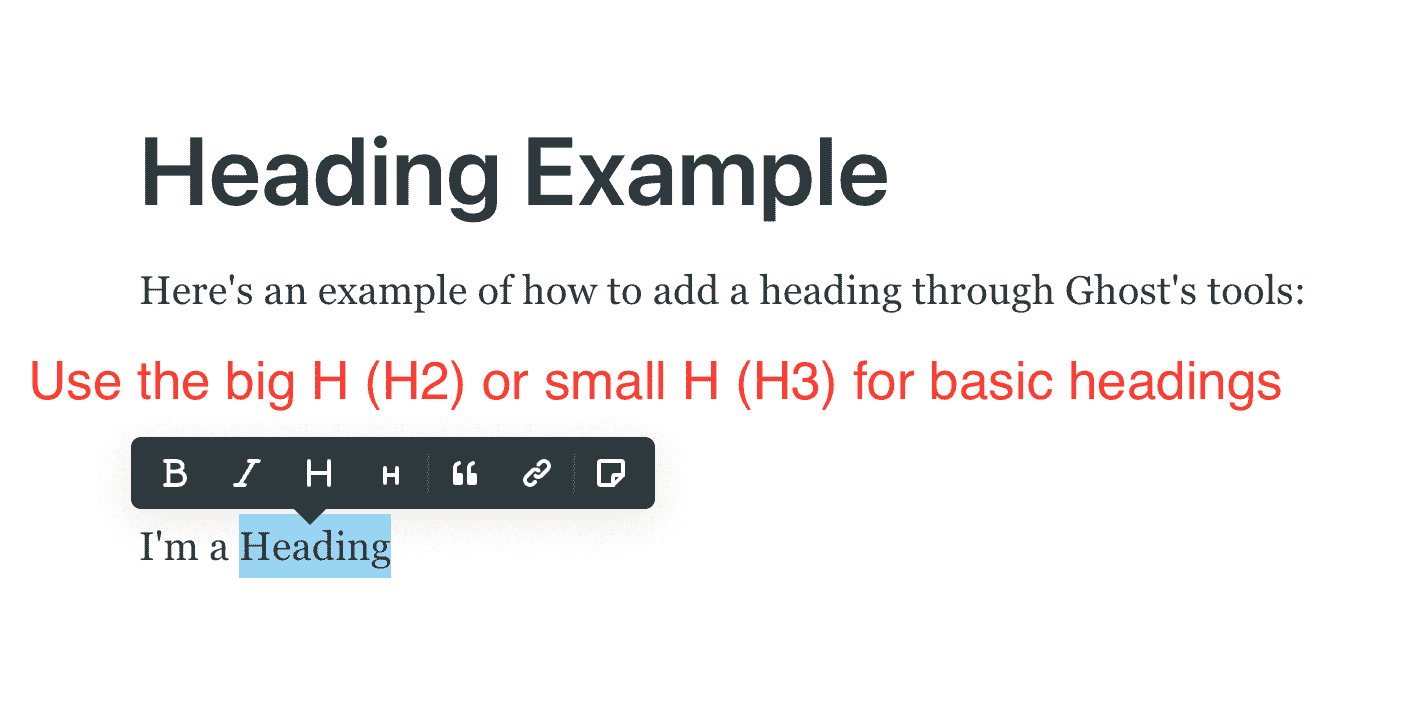 Heading Example
Here's an example of how to add a heading through Ghost's tools:
Use the big H (H2) or small H (H3) for basic headings
B I H H
I'm a Heading